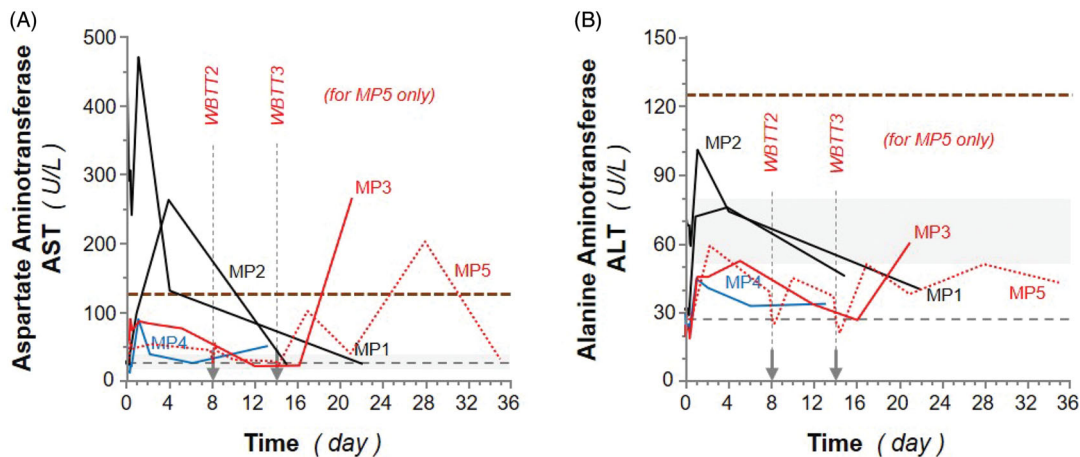 (A)
Aspartate Aminotransferase
AST ( U/L )
500
400
300
200
100
0
WBTT2
WBTT3
(for MP5 only)
MP3
MP2
MP5
MP4
MP1
0 4 8 12 16 20 24 28 32 36
Time ( day )
(B)
Alanine Aminotransferase
ALT ( U/L )
150
120
90
60
30
0
WBTT2
WBTT3
(for MP5 only)
MP2
MP3
MP4
MP1
MP5
0 4 8 12 16 20 24 28 32 36
Time ( day )